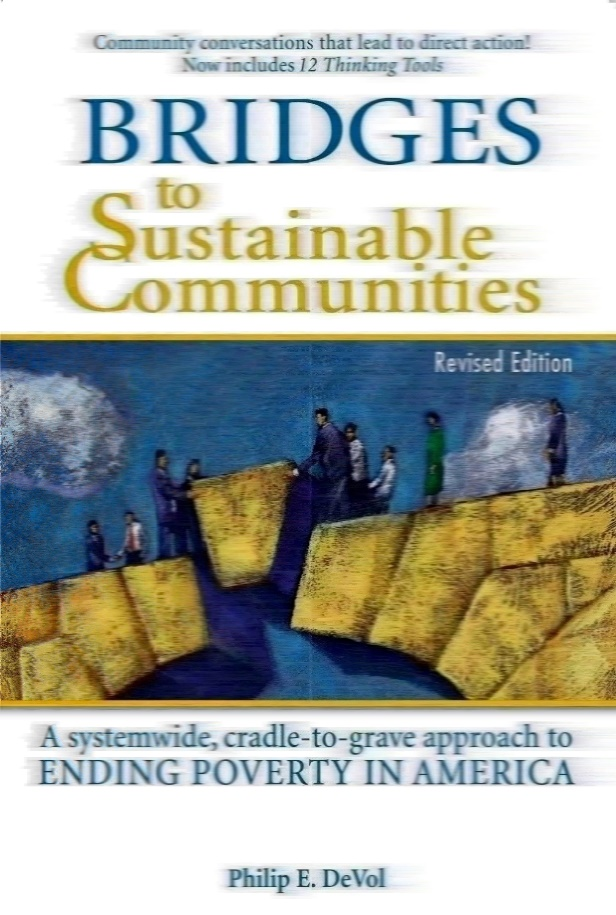 Community conversations that lead to direct action!
Now includes 12 Thinking Tools
BRIDGES
to
Sustainable
Communities
Revised Edition
A systemwide, cradle-to-grave approach to
ENDING POVERTY IN AMERICA
Philip E. DeVol